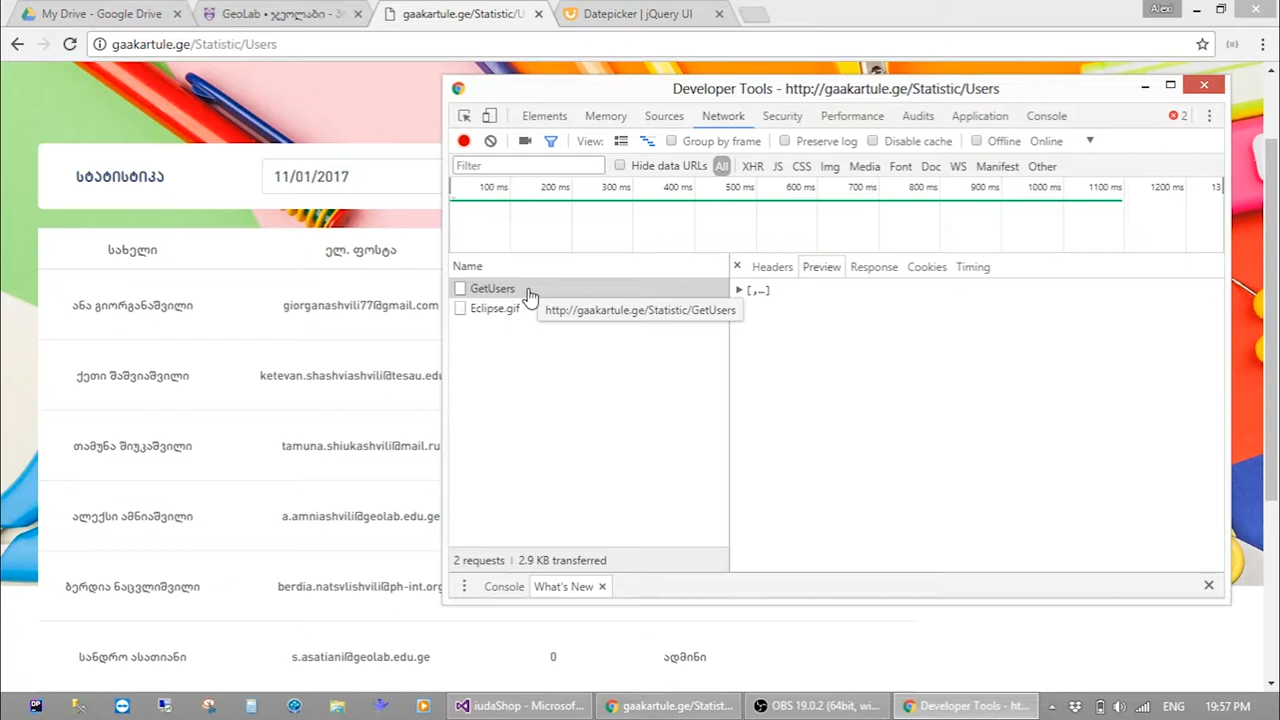 My Drive - Google Drive
GeoLab • ჯეოლაბი -
gaakartule.ge/Statistic/U
Datepicker | jQuery UI
Alexi
gaakartule.ge/Statistic/Users
სტატისტიკა
11/01/2017
სახელი
ელ. ფოსტა
ანა გიორგანაშვილი
giorganashvili77@gmail.com
ქეთი შაშვიაშვილი
ketevan.shashviashvili@tesau.edu
თამუნა შიუკაშვილი
tamuna.shiukashvili@mail.ru
ალექსი ამნიაშვილი
a.amniashvili@geolab.edu.ge
ბერდია ნაცვლიშვილი
berdia.natsvlishvili@ph-int.org
სანდრო ასათიანი
s.asatiani@geolab.edu.ge
0
ადმინი
Developer Tools - http://gaakartule.ge/Statistic/Users
Elements Memory Sources Network Security Performance Audits Application Console 2
View: Group by frame Preserve log Disable cache Offline Online
Filter Hide data URLs All XHR JS CSS Img Media Font Doc WS Manifest Other
100 ms 200 ms 300 ms 400 ms 500 ms 600 ms 700 ms 800 ms 900 ms 1000 ms 1100 ms 1200 ms 13
Name
× Headers Preview Response Cookies Timing
GetUsers
[,…]
Eclipse.gif
http://gaakartule.ge/Statistic/GetUsers
2 requests | 2.9 KB transferred
Console What's New ×
iudaShop - Microsof...
gaakartule.ge/Statist...
OBS 19.0.2 (64bit, wi...
Developer Tools - ht...
ENG
19:57 PM